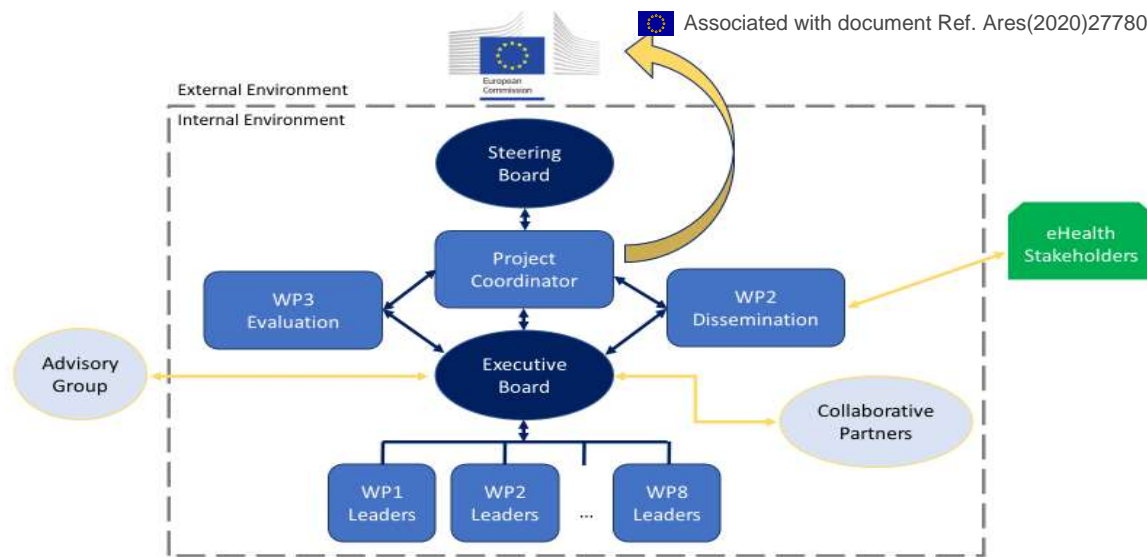 Associated with document Ref. Ares(2020)27780
European
Commission
External Environment
Internal Environment
Steering
Board
Project
Coordinator
eHealth
Stakeholders
WP3
Evaluation
WP2
Dissemination
Advisory
Group
Executive
Board
Collaborative
Partners
WP1
Leaders
WP2
Leaders
...
WP8
Leaders